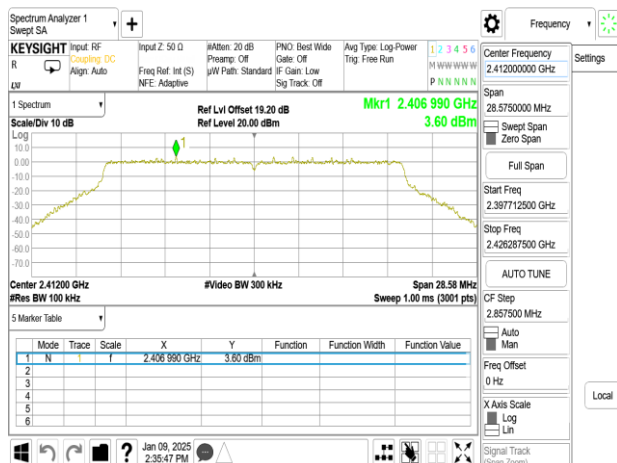 Spectrum Analyzer 1
Swept SA
Frequency
KEYSIGHT
R
Input: RF
Coupling: DC
Align: Auto
Input Z: 50 Ω
Freq Ref: Int (S)
NFE: Adaptive
#Atten: 20 dB
Preamp: Off
µW Path: Standard
PNO: Best Wide
Gate: Off
IF Gain: Low
Sig Track: Off
Avg Type: Log-Power
Trig: Free Run
1 2 3 4 5 6
M W W W W W
P N N N N N
1 Spectrum
Scale/Div 10 dB
Ref Lvl Offset 19.20 dB
Ref Level 20.00 dBm
Mkr1 2.406 990 GHz
3.60 dBm
Log
10.0
0.00
-10.0
-20.0
-30.0
-40.0
-50.0
-60.0
-70.0
1
Center 2.41200 GHz
#Res BW 100 kHz
#Video BW 300 kHz
Span 28.58 MHz
Sweep 1.00 ms (3001 pts)
5 Marker Table
Mode Trace Scale X Y Function Function Width Function Value
1 N 1 f 2.406 990 GHz 3.60 dBm
2
3
4
5
6
Jan 09, 2025
2:35:47 PM
Center Frequency
2.412000000 GHz
Span
28.5750000 MHz
Swept Span
Zero Span
Full Span
Start Freq
2.397712500 GHz
Stop Freq
2.426287500 GHz
AUTO TUNE
CF Step
2.857500 MHz
Auto
Man
Freq Offset
0 Hz
X Axis Scale
Log
Lin
Signal Track
(Span Zoom)
Settings
Local